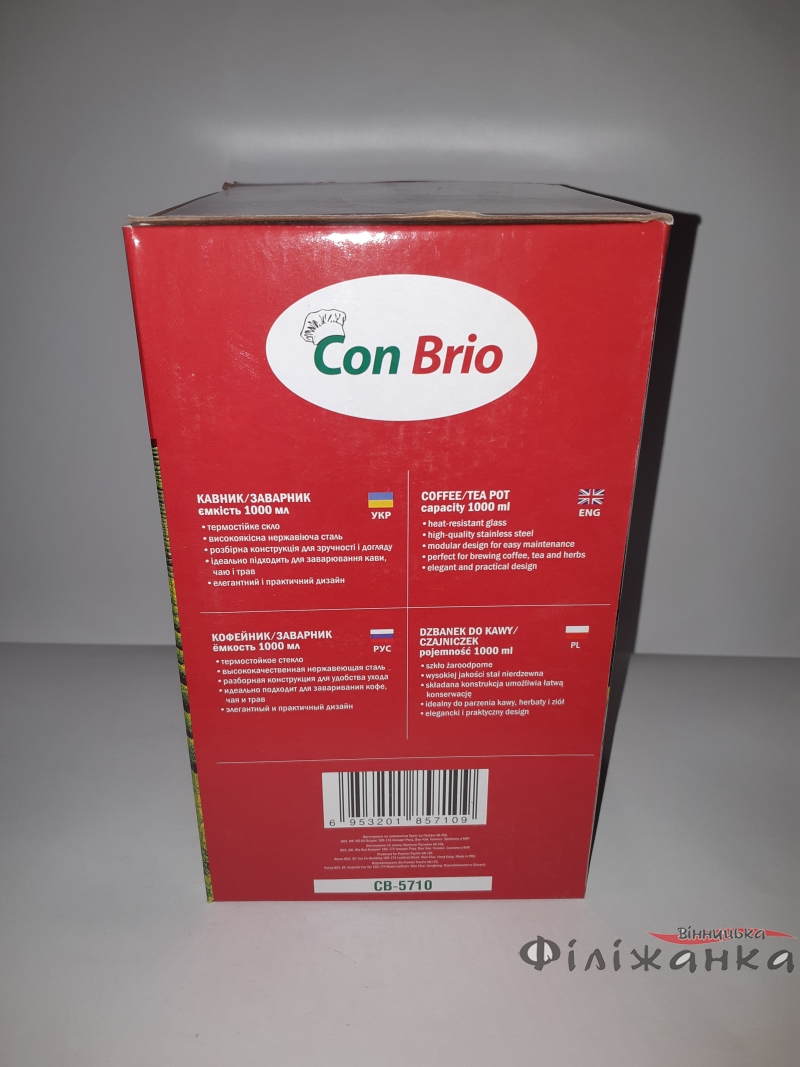 Con Brio
КАВНИК/ЗАВАРНИК
ємкість 1000 мл
УКР
• термостійке скло
• високоякісна нержавіюча сталь
• розбірна конструкція для зручності і догляду
• ідеально підходить для заварювання кави,
чаю і трав
• елегантний і практичний дизайн
COFFEE/TEA POT
capacity 1000 ml
ENG
• heat-resistant glass
• high-quality stainless steel
• modular design for easy maintenance
• perfect for brewing coffee, tea and herbs
• elegant and practical design
КОФЕЙНИК/ЗАВАРНИК
ёмкость 1000 мл
РУС
• термостойкое стекло
• высококачественная нержавеющая сталь
• разборная конструкция для удобства ухода
• идеально подходит для заваривания кофе,
чая и трав
• элегантный и практичный дизайн
DZBANEK DO KAWY/
CZAJNICZEK
pojemność 1000 ml
PL
• szkło żaroodporne
• wysokiej jakości stal nierdzewna
• składana konstrukcja umożliwia łatwą
konserwację
• idealny do parzenia kawy, herbaty i ziół
• elegancki i praktyczny design
6 953201 857109
CB-5710
Вінницька
Філіжанка